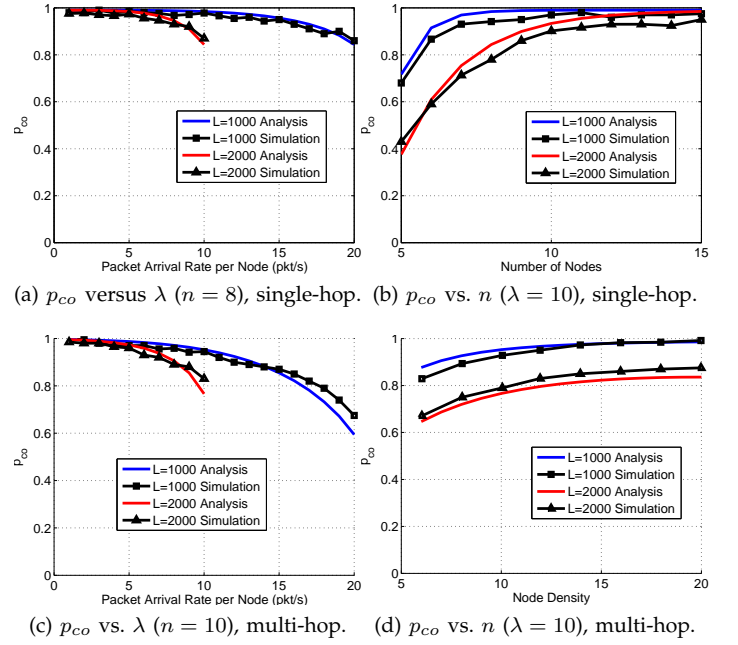 1
0.8
0.6
0.4
0.2
0
p_co
L=1000 Analysis
L=1000 Simulation
L=2000 Analysis
L=2000 Simulation
0 5 10 15 20
Packet Arrival Rate per Node (pkt/s)
(a) p_co versus λ (n = 8), single-hop.
1
0.8
0.6
0.4
0.2
0
p_co
L=1000 Analysis
L=1000 Simulation
L=2000 Analysis
L=2000 Simulation
5 10 15
Number of Nodes
(b) p_co vs. n (λ = 10), single-hop.
1
0.8
0.6
0.4
0.2
0
p_co
L=1000 Analysis
L=1000 Simulation
L=2000 Analysis
L=2000 Simulation
0 5 10 15 20
Packet Arrival Rate per Node (pkt/s)
(c) p_co vs. λ (n = 10), multi-hop.
1
0.8
0.6
0.4
0.2
0
p_co
L=1000 Analysis
L=1000 Simulation
L=2000 Analysis
L=2000 Simulation
5 10 15 20
Node Density
(d) p_co vs. n (λ = 10), multi-hop.